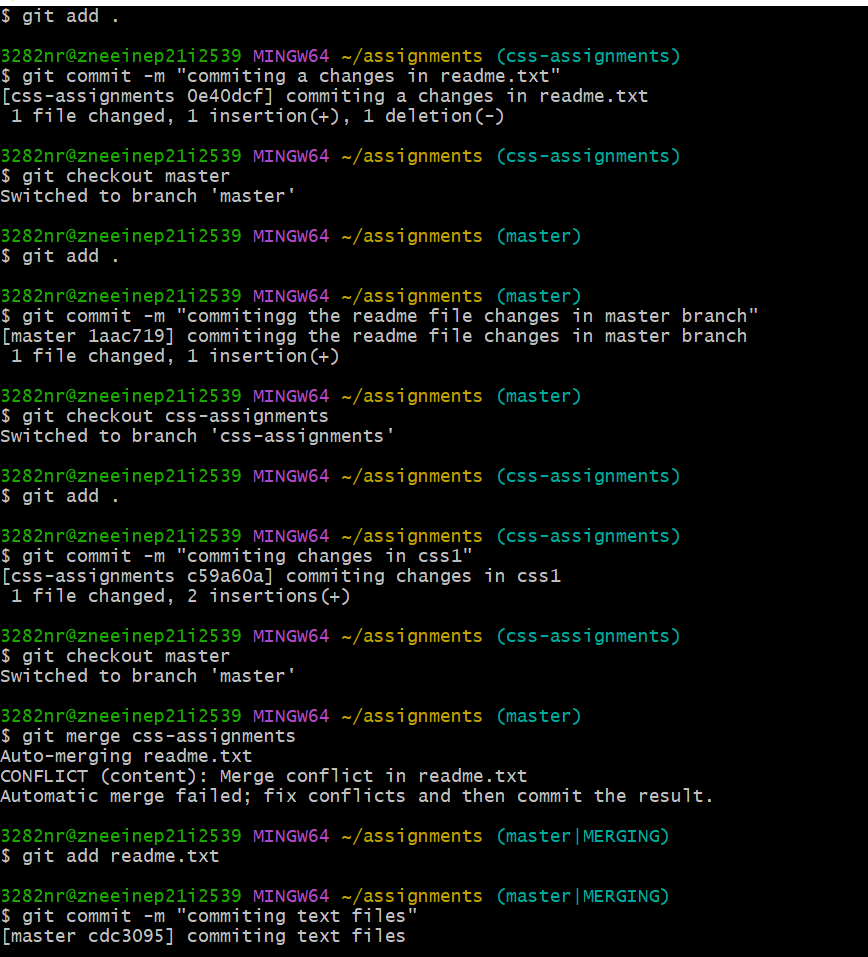 $ git add .
3282nr@zneeinep21i2539 MINGW64 ~/assignments (css-assignments)
$ git commit -m "commiting a changes in readme.txt"
[css-assignments 0e40dcf] commiting a changes in readme.txt
 1 file changed, 1 insertion(+), 1 deletion(-)
3282nr@zneeinep21i2539 MINGW64 ~/assignments (css-assignments)
$ git checkout master
Switched to branch 'master'
3282nr@zneeinep21i2539 MINGW64 ~/assignments (master)
$ git add .
3282nr@zneeinep21i2539 MINGW64 ~/assignments (master)
$ git commit -m "commitingg the readme file changes in master branch"
[master 1aac719] commitingg the readme file changes in master branch
 1 file changed, 1 insertion(+)
3282nr@zneeinep21i2539 MINGW64 ~/assignments (master)
$ git checkout css-assignments
Switched to branch 'css-assignments'
3282nr@zneeinep21i2539 MINGW64 ~/assignments (css-assignments)
$ git add .
3282nr@zneeinep21i2539 MINGW64 ~/assignments (css-assignments)
$ git commit -m "commiting changes in css1"
[css-assignments c59a60a] commiting changes in css1
 1 file changed, 2 insertions(+)
3282nr@zneeinep21i2539 MINGW64 ~/assignments (css-assignments)
$ git checkout master
Switched to branch 'master'
3282nr@zneeinep21i2539 MINGW64 ~/assignments (master)
$ git merge css-assignments
Auto-merging readme.txt
CONFLICT (content): Merge conflict in readme.txt
Automatic merge failed; fix conflicts and then commit the result.
3282nr@zneeinep21i2539 MINGW64 ~/assignments (master|MERGING)
$ git add readme.txt
3282nr@zneeinep21i2539 MINGW64 ~/assignments (master|MERGING)
$ git commit -m "commiting text files"
[master cdc3095] commiting text files